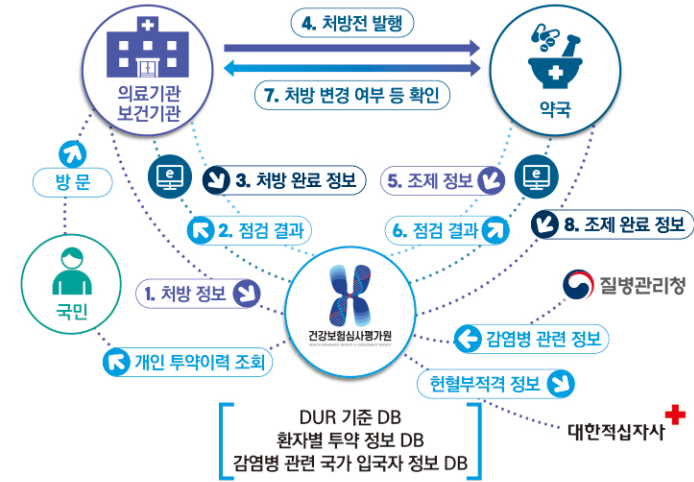 4. 처방전 발행
의료기관
보건기관
7. 처방 변경 여부 등 확인
약국
방 문
e
3. 처방 완료 정보
5. 조제 정보
e
2. 점검 결과
6. 점검 결과
8. 조제 완료 정보
국민
1. 처방 정보
질병관리청
건강보험심사평가원
감염병 관련 정보
개인 투약이력 조회
헌혈부적격 정보
DUR 기준 DB
환자별 투약 정보 DB
감염병 관련 국가 입국자 정보 DB
대한적십자사